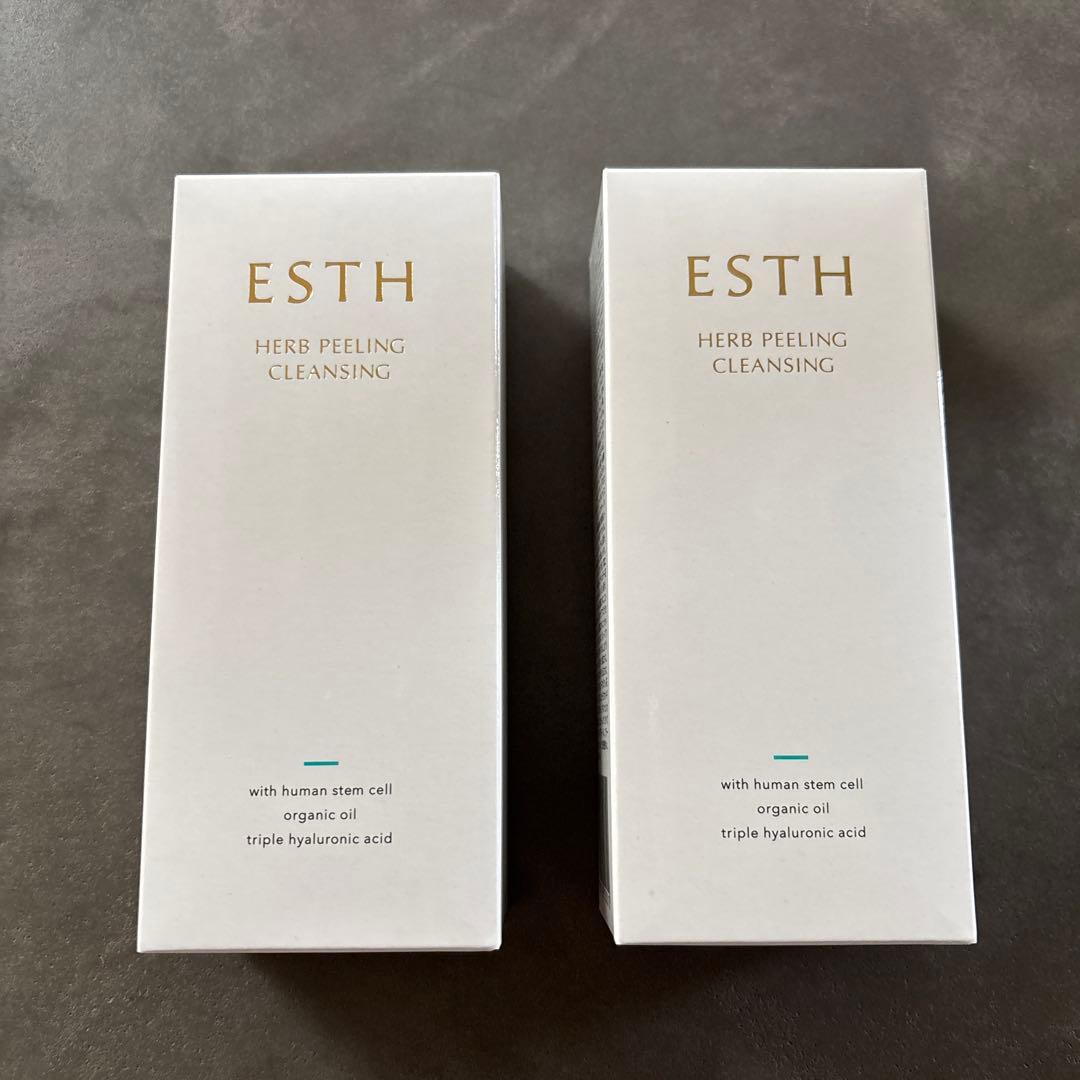 ESTH
HERB PEELING
CLEANSING
with human stem cell
organic oil
triple hyaluronic acid
ESTH
HERB PEELING
CLEANSING
with human stem cell
organic oil
triple hyaluronic acid